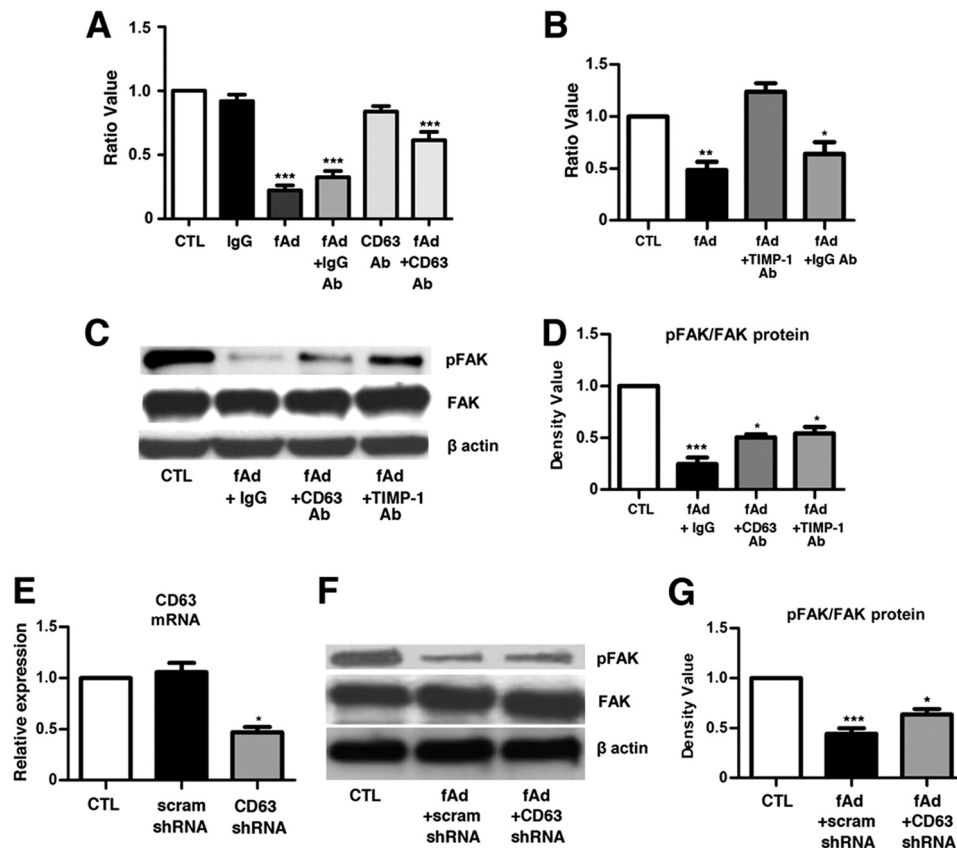 A
Ratio Value
1.5
1.0
0.5
0
***
***
***
CTL
IgG
fAd
fAd
+IgG
Ab
CD63
Ab
fAd
+CD63
Ab
B
Ratio Value
1.5
1.0
0.5
0
**
*
CTL
fAd
fAd
+TIMP-1
Ab
fAd
+IgG Ab
C
pFAK
FAK
β actin
CTL
fAd
+ IgG
fAd
+CD63
Ab
fAd
+TIMP-1
Ab
D
pFAK/FAK protein
Density Value
1.5
1.0
0.5
0
***
*
*
CTL
fAd
+ IgG
fAd
+CD63
Ab
fAd
+TIMP-1
Ab
E
CD63
mRNA
Relative expression
1.5
1.0
0.5
0
*
CTL
scram
shRNA
CD63
shRNA
F
pFAK
FAK
β actin
CTL
fAd
+scram
shRNA
fAd
+CD63
shRNA
G
pFAK/FAK protein
Density Value
1.5
1.0
0.5
0
***
*
CTL
fAd
+scram
shRNA
fAd
+CD63
shRNA